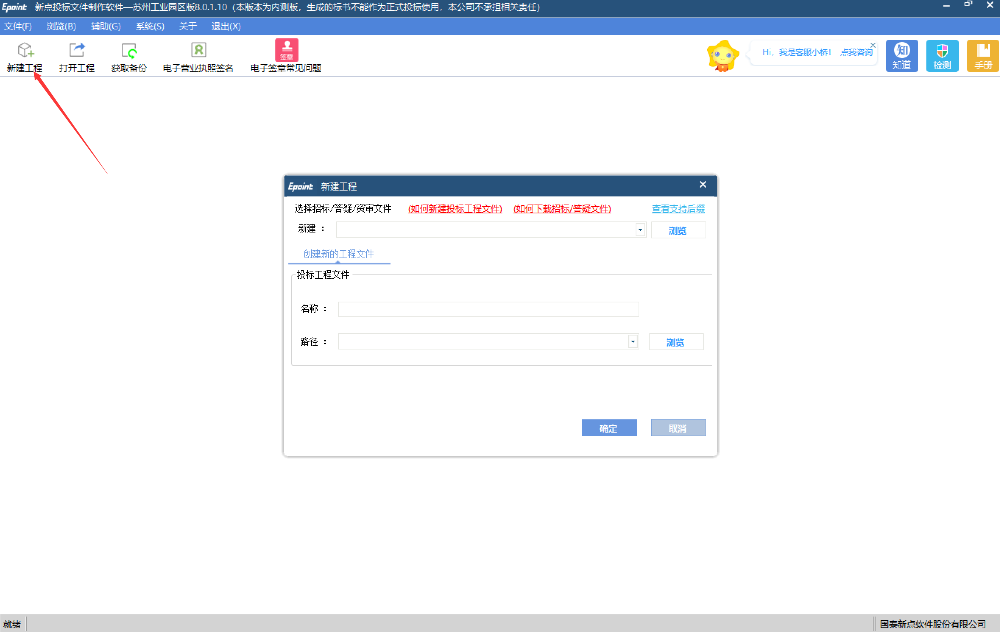 Epoint 新点投标文件制作软件—苏州工业园区版8.0.1.10（本版本为内测版，生成的标书不能作为正式投标使用，本公司不承担相关责任）
文件(F) 浏览(B) 辅助(G) 系统(S) 关于 退出(X)
签章
新建工程 打开工程 获取备份 电子营业执照签名 电子签章常见问题
Hi，我是客服小桥！ 点我咨询
知
知道 检测 手册
Epoint 新建工程
选择招标/答疑/资审文件 (如何新建投标工程文件) (如何下载招标/答疑文件) 查看支持后缀
新建 ： 浏览
创建新的工程文件
投标工程文件
名称 ：
路径 ： 浏览
确定 取消
就绪 国泰新点软件股份有限公司